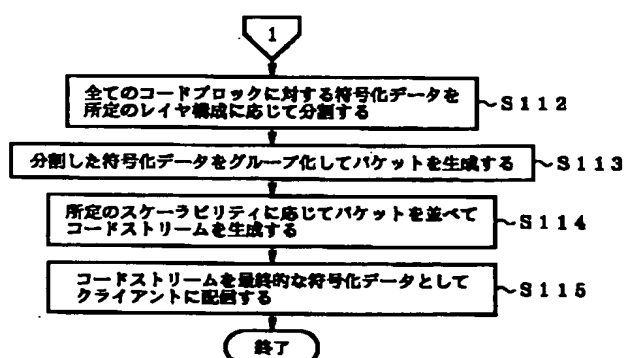 1
全てのコードブロックに対する符号化データを
所定のレイヤ構成に応じて分割する
~S112
分割した符号化データをグループ化してパケットを生成する
~S113
所定のスケーラビリティに応じてパケットを並べて
コードストリームを生成する
~S114
コードストリームを最終的な符号化データとして
クライアントに配信する
~S115
終了